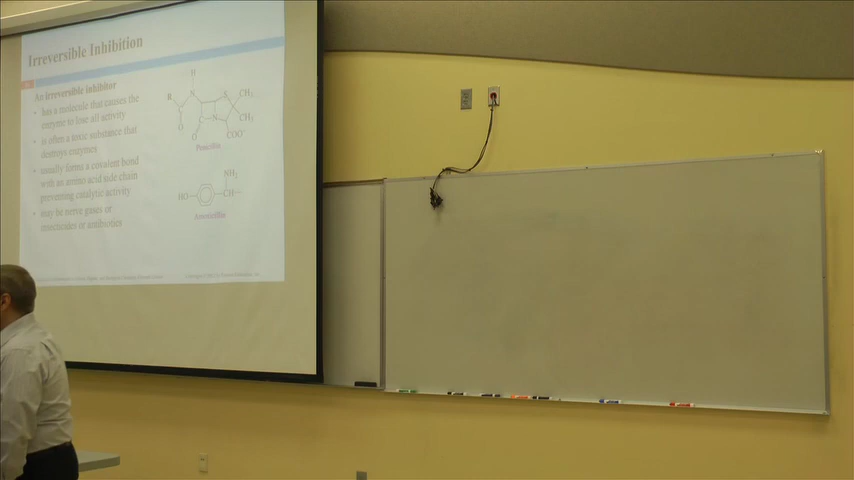 Irreversible Inhibition
An irreversible inhibitor
• has a molecule that causes the
enzyme to lose all activity
• is often a toxic substance that
destroys enzymes
• usually forms a covalent bond
with an amino acid side chain
preventing catalytic activity
• may be nerve gases or
insecticides or antibiotics
H
R
N
S
CH₃
CH₃
N
O
O
COO⁻
Penicillin
NH₂
HO
CH
Amoxicillin